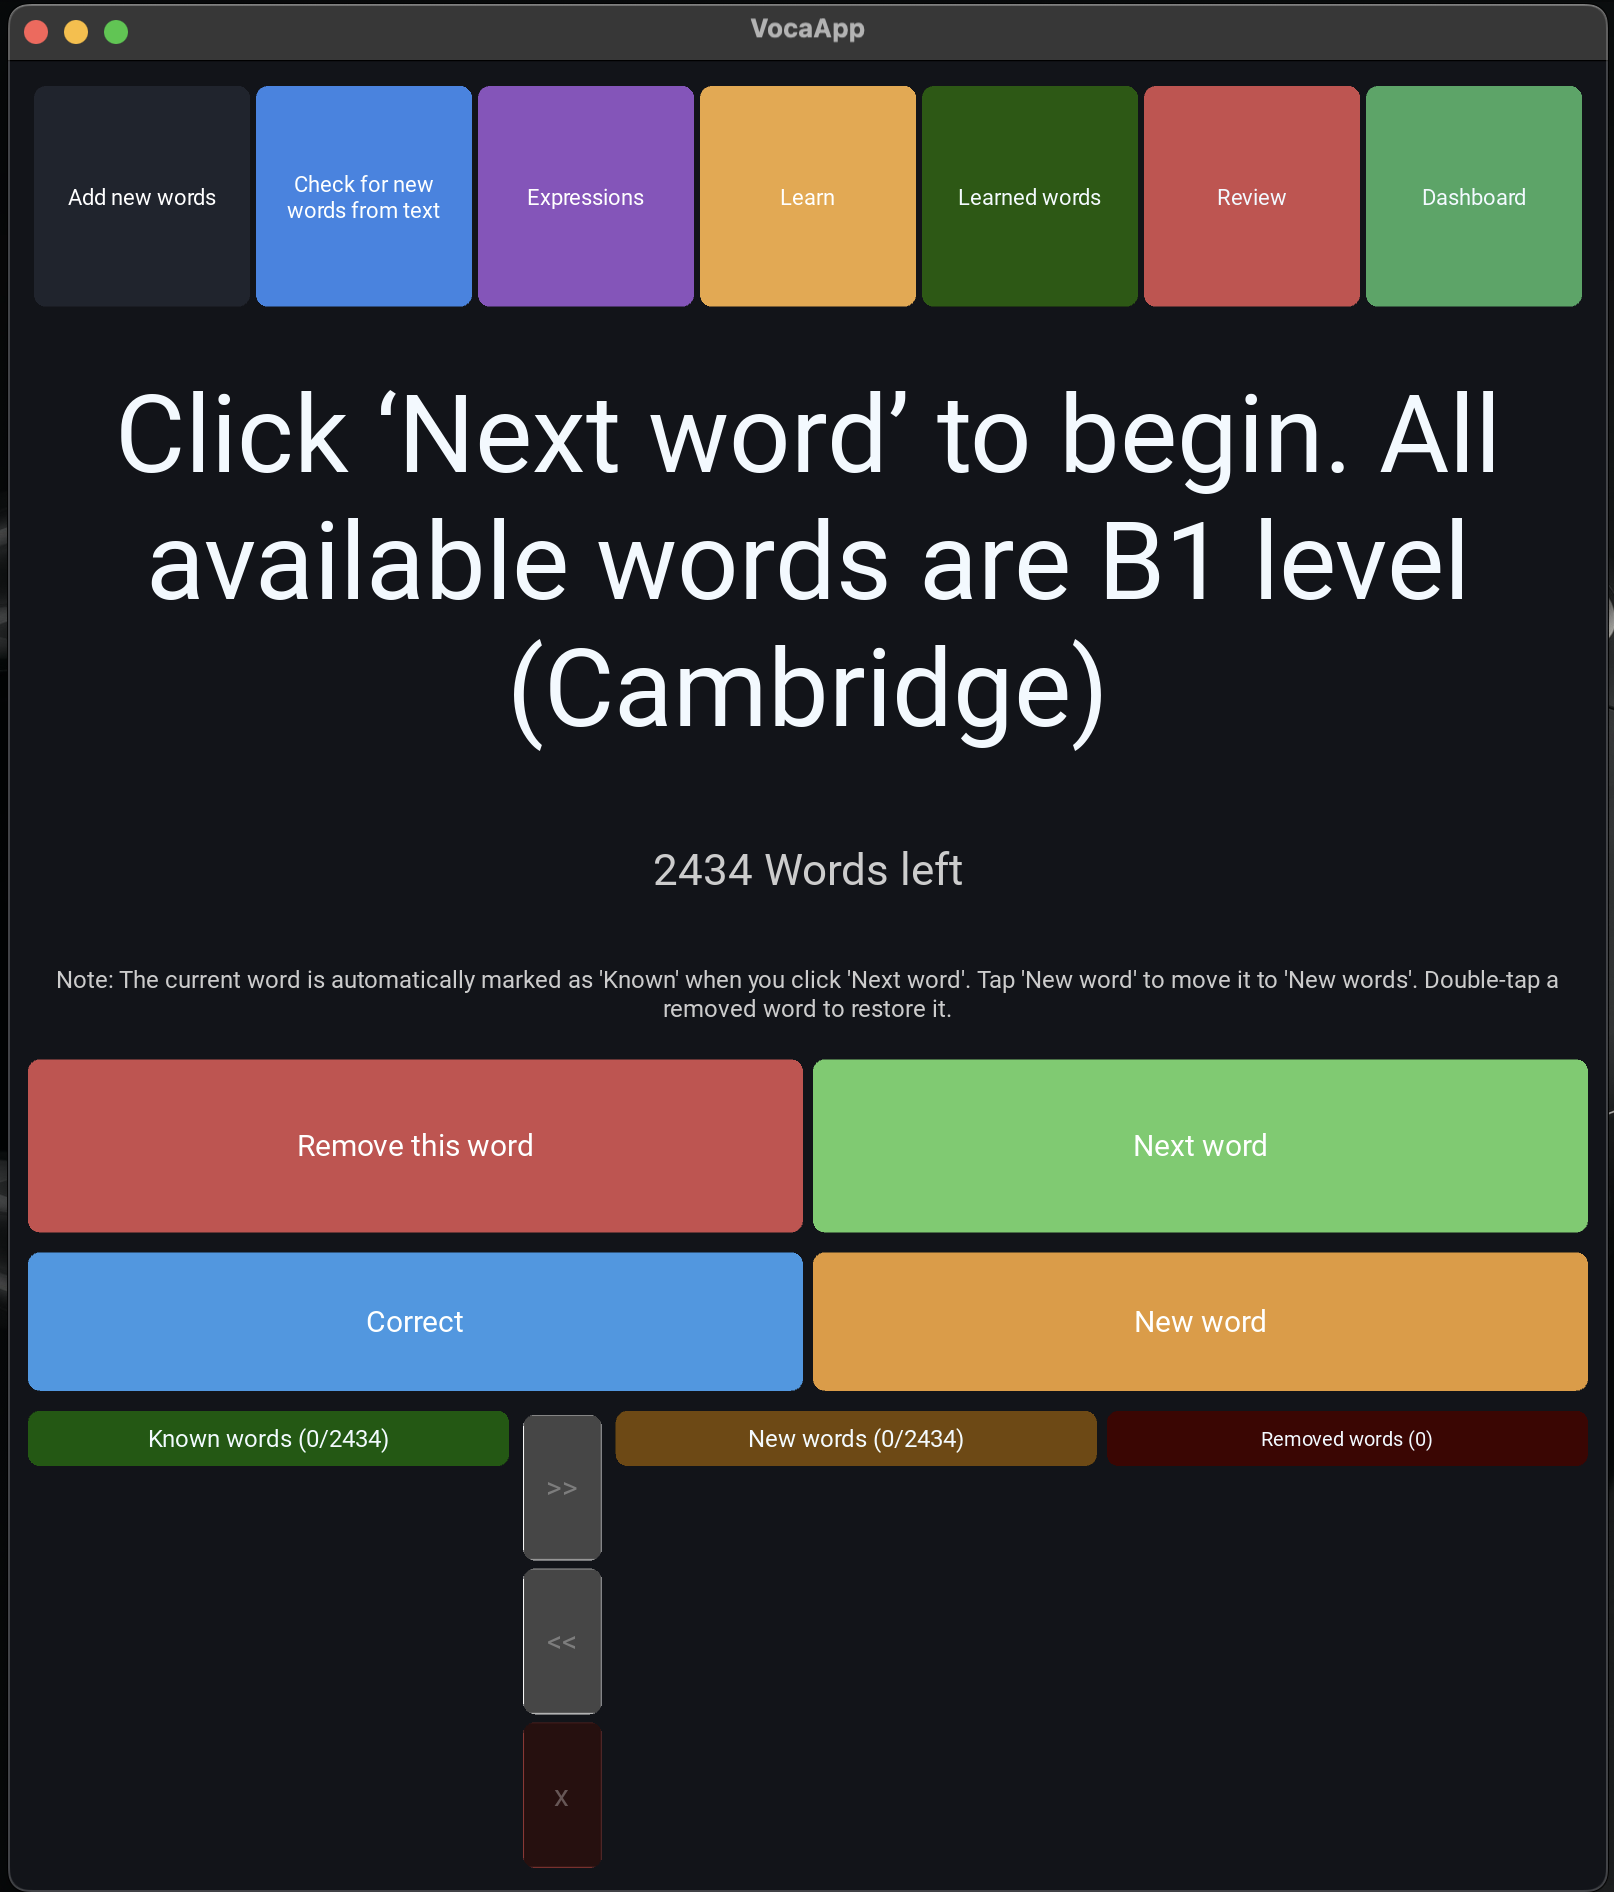 VocaApp
Add new words
Check for new
words from text
Expressions
Learn
Learned words
Review
Dashboard
Click ‘Next word’ to begin. All
available words are B1 level
(Cambridge)
2434 Words left
Note: The current word is automatically marked as 'Known' when you click 'Next word'. Tap 'New word' to move it to 'New words'. Double-tap a
removed word to restore it.
Remove this word
Next word
Correct
New word
Known words (0/2434)
>>
New words (0/2434)
Removed words (0)
<<
X